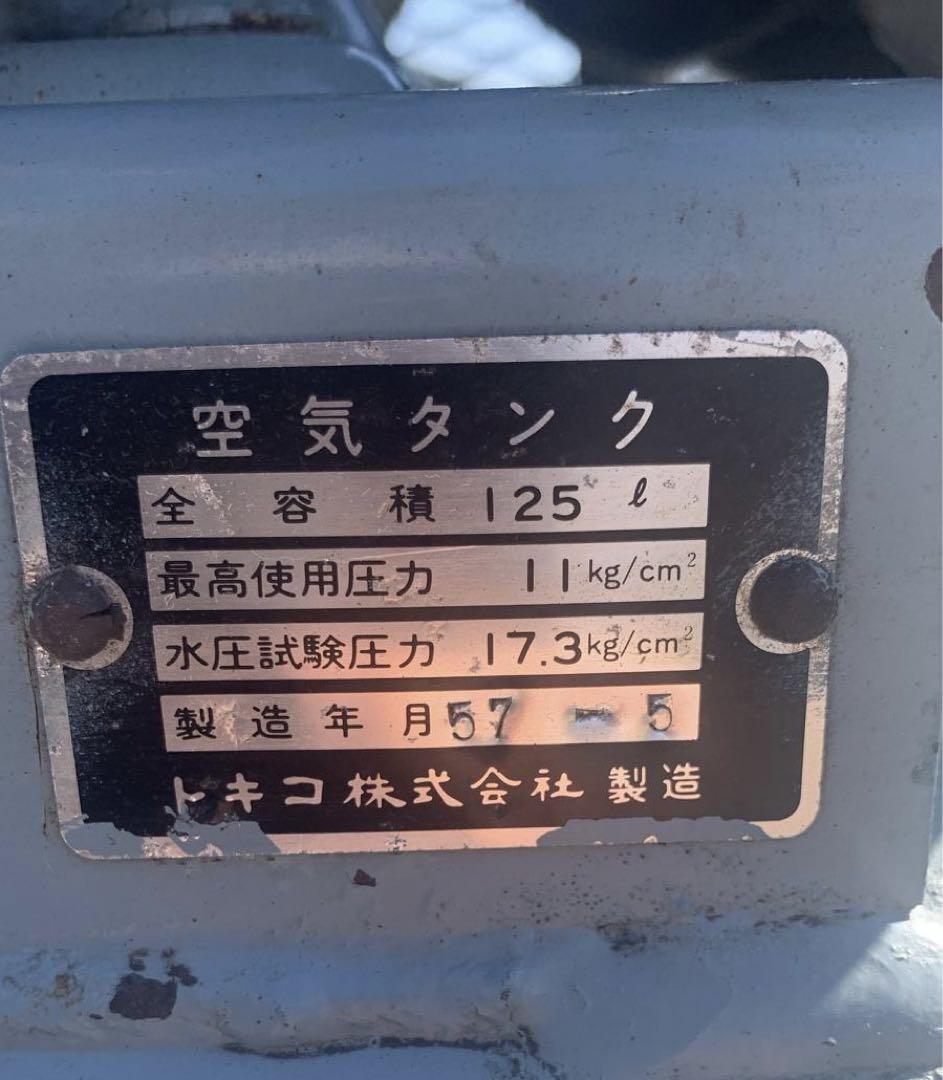 空気タンク
全容積 125 ℓ
最高使用圧力 11 kg/cm²
水圧試験圧力 17.3 kg/cm²
製造年月 57-5
トキコ株式会社 製造